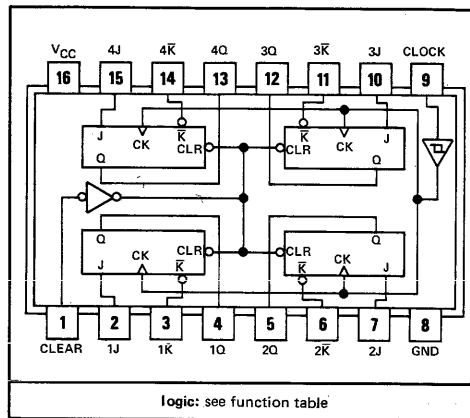 VCC 4J 4K̅ 4Q 3Q 3K̅ 3J CLOCK
16 15 14 13 12 11 10 9
J CK K̅ K̅ CK J
Q CLR CLR Q
Q CLR CLR Q
J CK K̅ K̅ CK J
1 2 3 4 5 6 7 8
CLEAR 1J 1K̅ 1Q 2Q 2K̅ 2J GND
logic: see function table